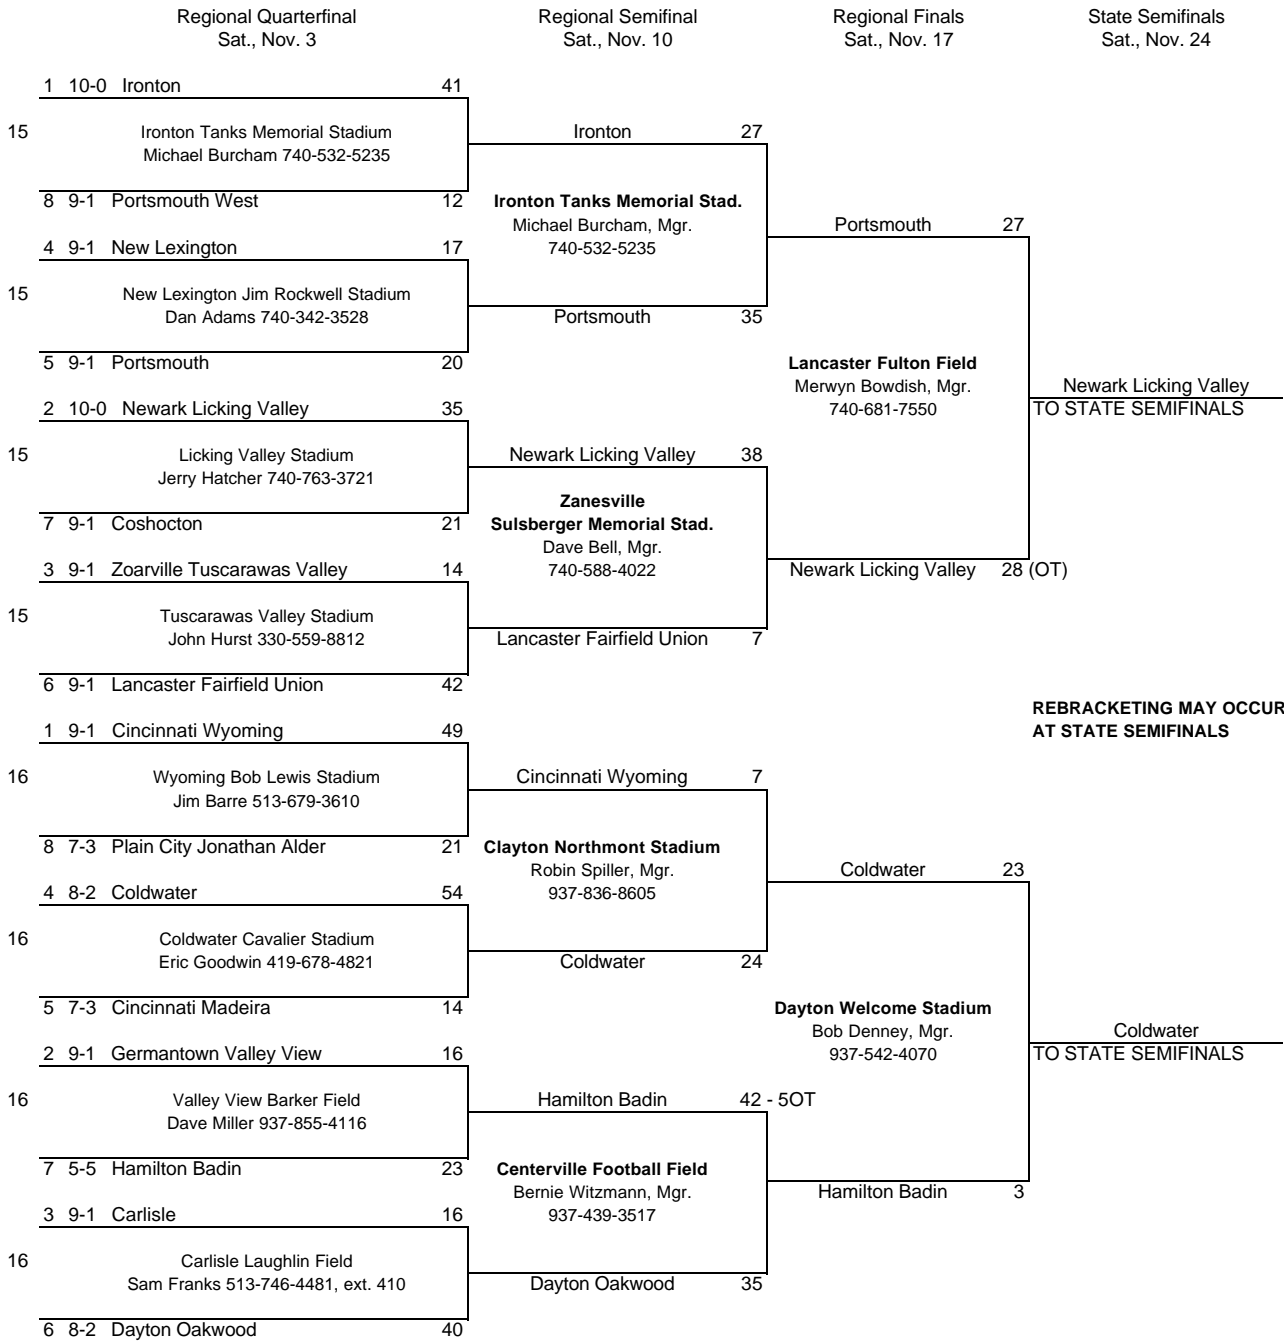 Regional Quarterfinal
Sat., Nov. 3
Regional Semifinal
Sat., Nov. 10
Regional Finals
Sat., Nov. 17
State Semifinals
Sat., Nov. 24
1 10-0 Ironton 41
15
Ironton Tanks Memorial Stadium
Michael Burcham 740-532-5235
8 9-1 Portsmouth West 12
4 9-1 New Lexington 17
15
New Lexington Jim Rockwell Stadium
Dan Adams 740-342-3528
5 9-1 Portsmouth 20
2 10-0 Newark Licking Valley 35
15
Licking Valley Stadium
Jerry Hatcher 740-763-3721
7 9-1 Coshocton 21
3 9-1 Zoarville Tuscarawas Valley 14
15
Tuscarawas Valley Stadium
John Hurst 330-559-8812
6 9-1 Lancaster Fairfield Union 42
1 9-1 Cincinnati Wyoming 49
16
Wyoming Bob Lewis Stadium
Jim Barre 513-679-3610
8 7-3 Plain City Jonathan Alder 21
4 8-2 Coldwater 54
16
Coldwater Cavalier Stadium
Eric Goodwin 419-678-4821
5 7-3 Cincinnati Madeira 14
2 9-1 Germantown Valley View 16
16
Valley View Barker Field
Dave Miller 937-855-4116
7 5-5 Hamilton Badin 23
3 9-1 Carlisle 16
16
Carlisle Laughlin Field
Sam Franks 513-746-4481, ext. 410
6 8-2 Dayton Oakwood 40
Ironton 27
Ironton Tanks Memorial Stad.
Michael Burcham, Mgr.
740-532-5235
Portsmouth 35
Newark Licking Valley 38
Zanesville
Sulsberger Memorial Stad.
Dave Bell, Mgr.
740-588-4022
Lancaster Fairfield Union 7
Cincinnati Wyoming 7
Clayton Northmont Stadium
Robin Spiller, Mgr.
937-836-8605
Coldwater 24
Hamilton Badin 42 - 5OT
Centerville Football Field
Bernie Witzmann, Mgr.
937-439-3517
Dayton Oakwood 35
Portsmouth 27
Lancaster Fulton Field
Merwyn Bowdish, Mgr.
740-681-7550
Newark Licking Valley 28 (OT)
Coldwater 23
Dayton Welcome Stadium
Bob Denney, Mgr.
937-542-4070
Hamilton Badin 3
Newark Licking Valley
TO STATE SEMIFINALS
REBRACKETING MAY OCCUR
AT STATE SEMIFINALS
Coldwater
TO STATE SEMIFINALS